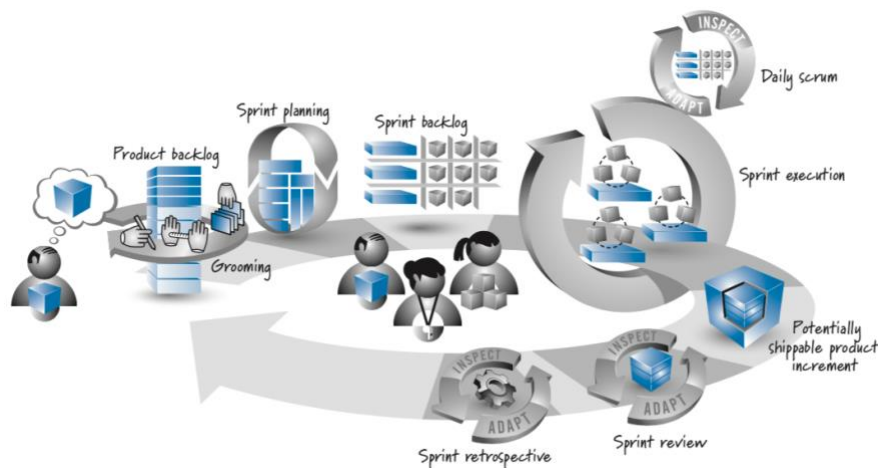 INSPECT
ADAPT
Daily scrum
Sprint planning
Sprint backlog
Product backlog
Sprint execution
Grooming
Potentially
shippable product
increment
INSPECT
ADAPT
Sprint retrospective
INSPECT
ADAPT
Sprint review